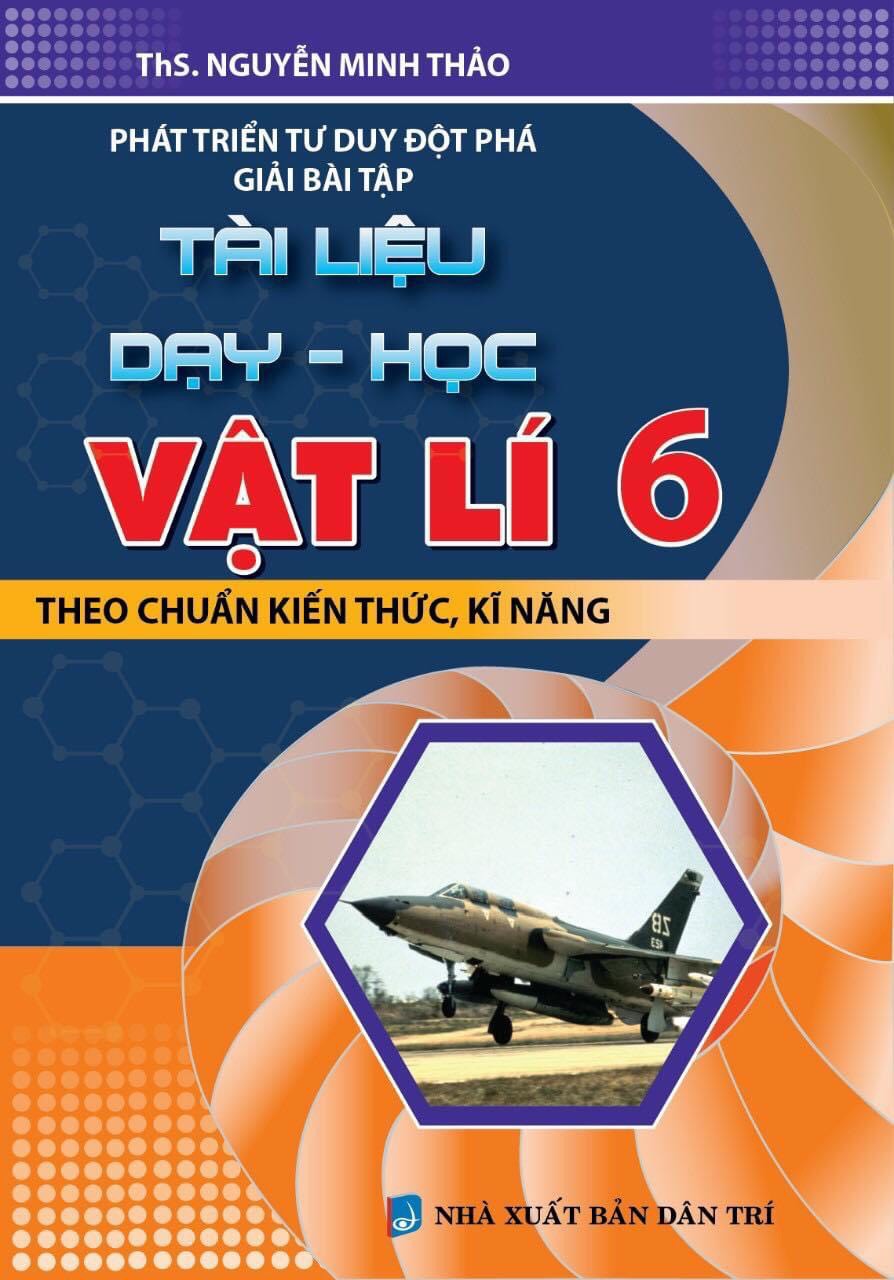 ThS. NGUYỄN MINH THẢO
PHÁT TRIỂN TƯ DUY ĐỘT PHÁ
GIẢI BÀI TẬP
TÀI LIỆU
DẠY - HỌC
VẬT LÍ 6
THEO CHUẨN KIẾN THỨC, KĨ NĂNG
NHÀ XUẤT BẢN DÂN TRÍ